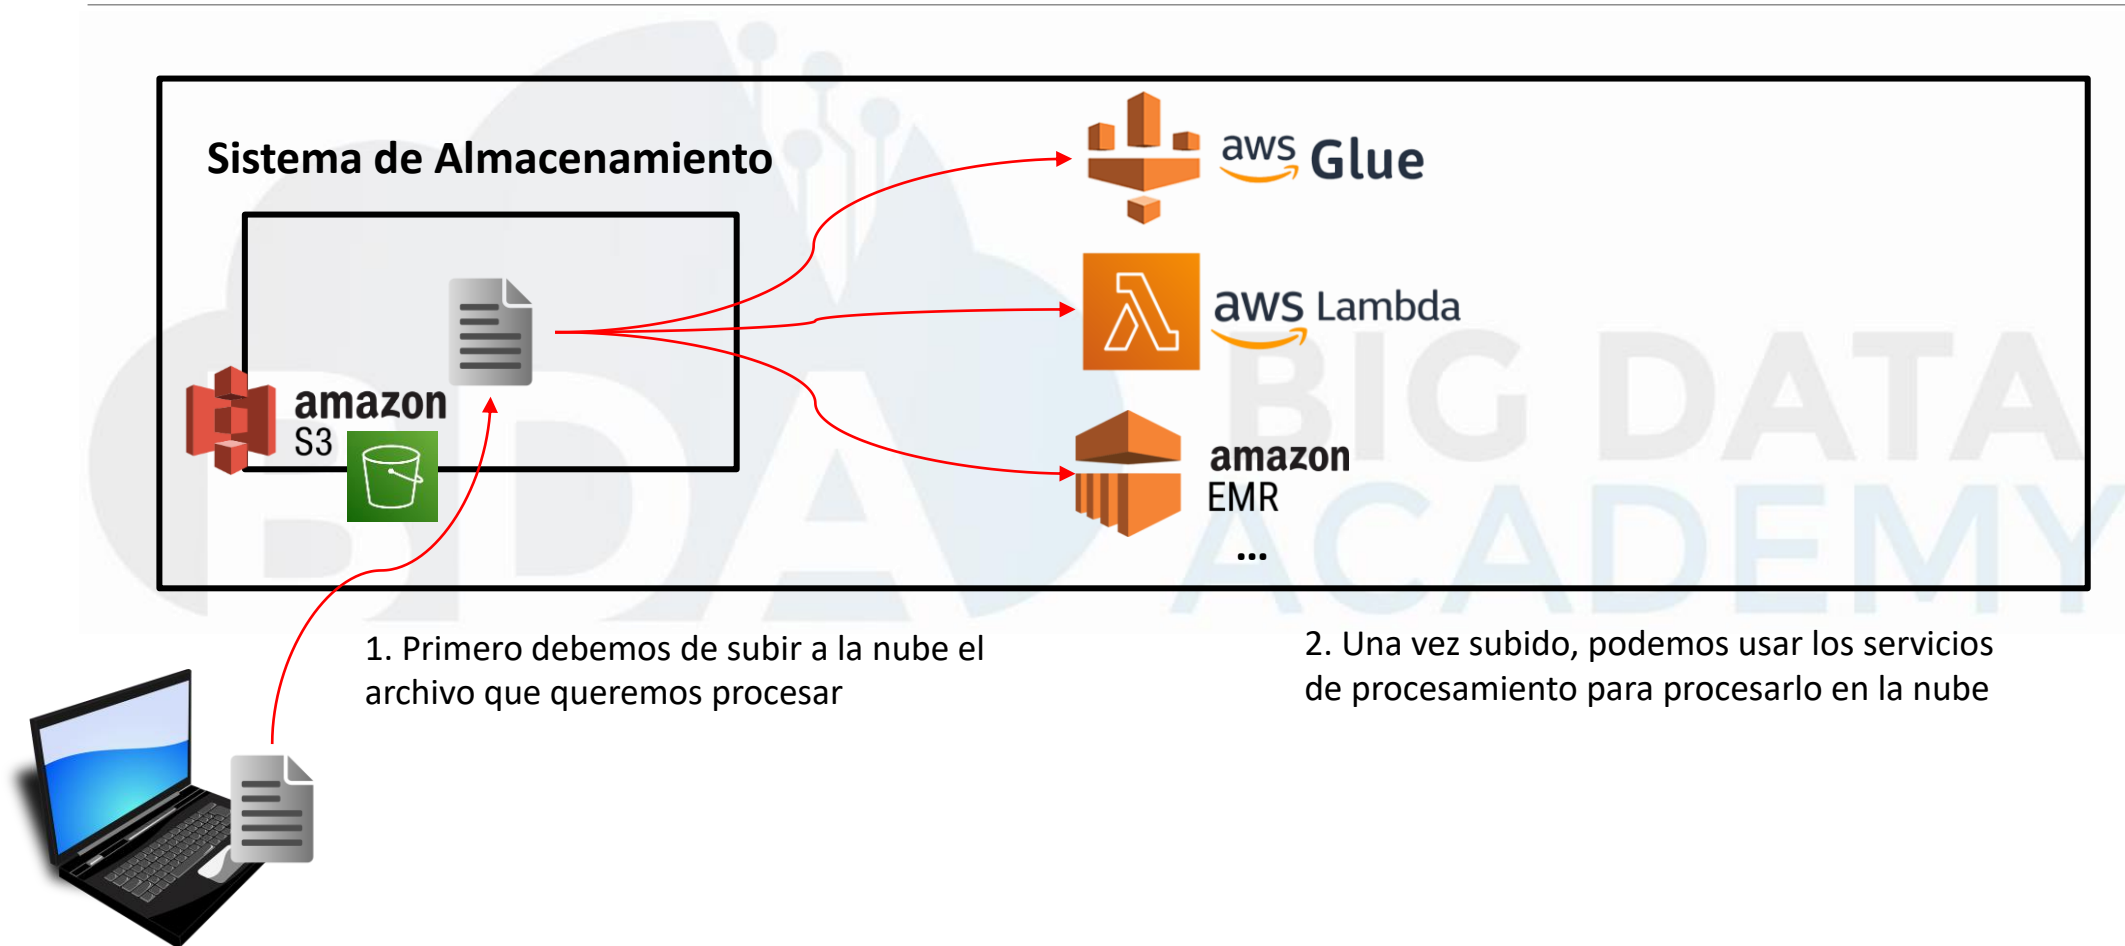 Sistema de Almacenamiento
aws Glue
aws Lambda
amazon
S3
amazon
EMR
...
BIG DATA
ACADEMY
BDA
1. Primero debemos de subir a la nube el
archivo que queremos procesar
2. Una vez subido, podemos usar los servicios
de procesamiento para procesarlo en la nube